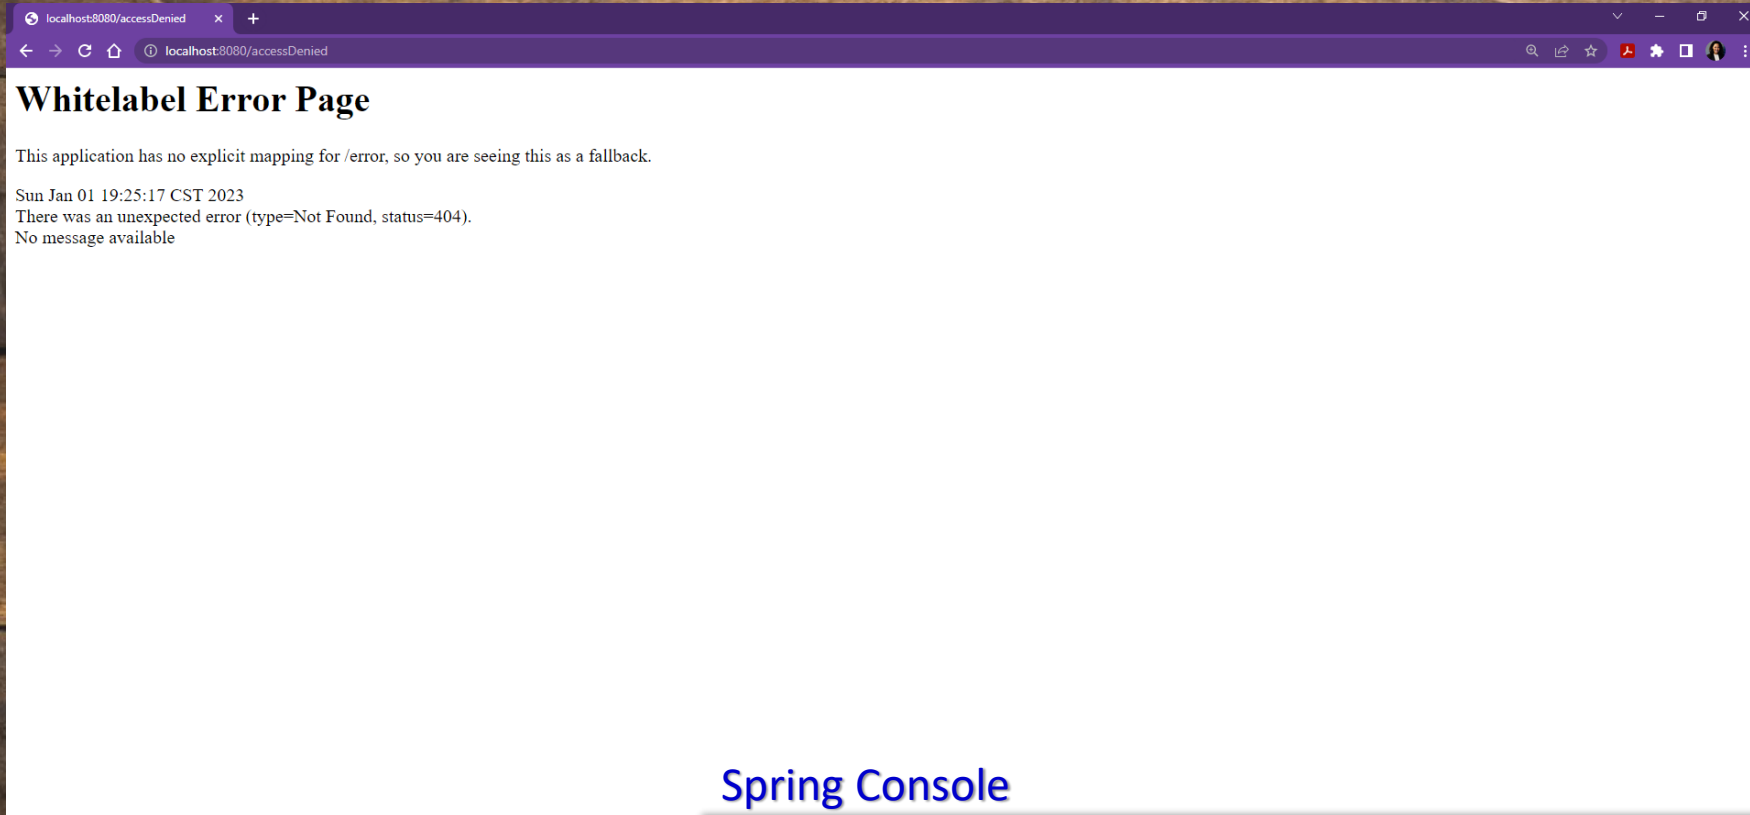 localhost:8080/accessDenied
localhost:8080/accessDenied
Whitelabel Error Page
This application has no explicit mapping for /error, so you are seeing this as a fallback.
Sun Jan 01 19:25:17 CST 2023
There was an unexpected error (type=Not Found, status=404).
No message available
Spring Console